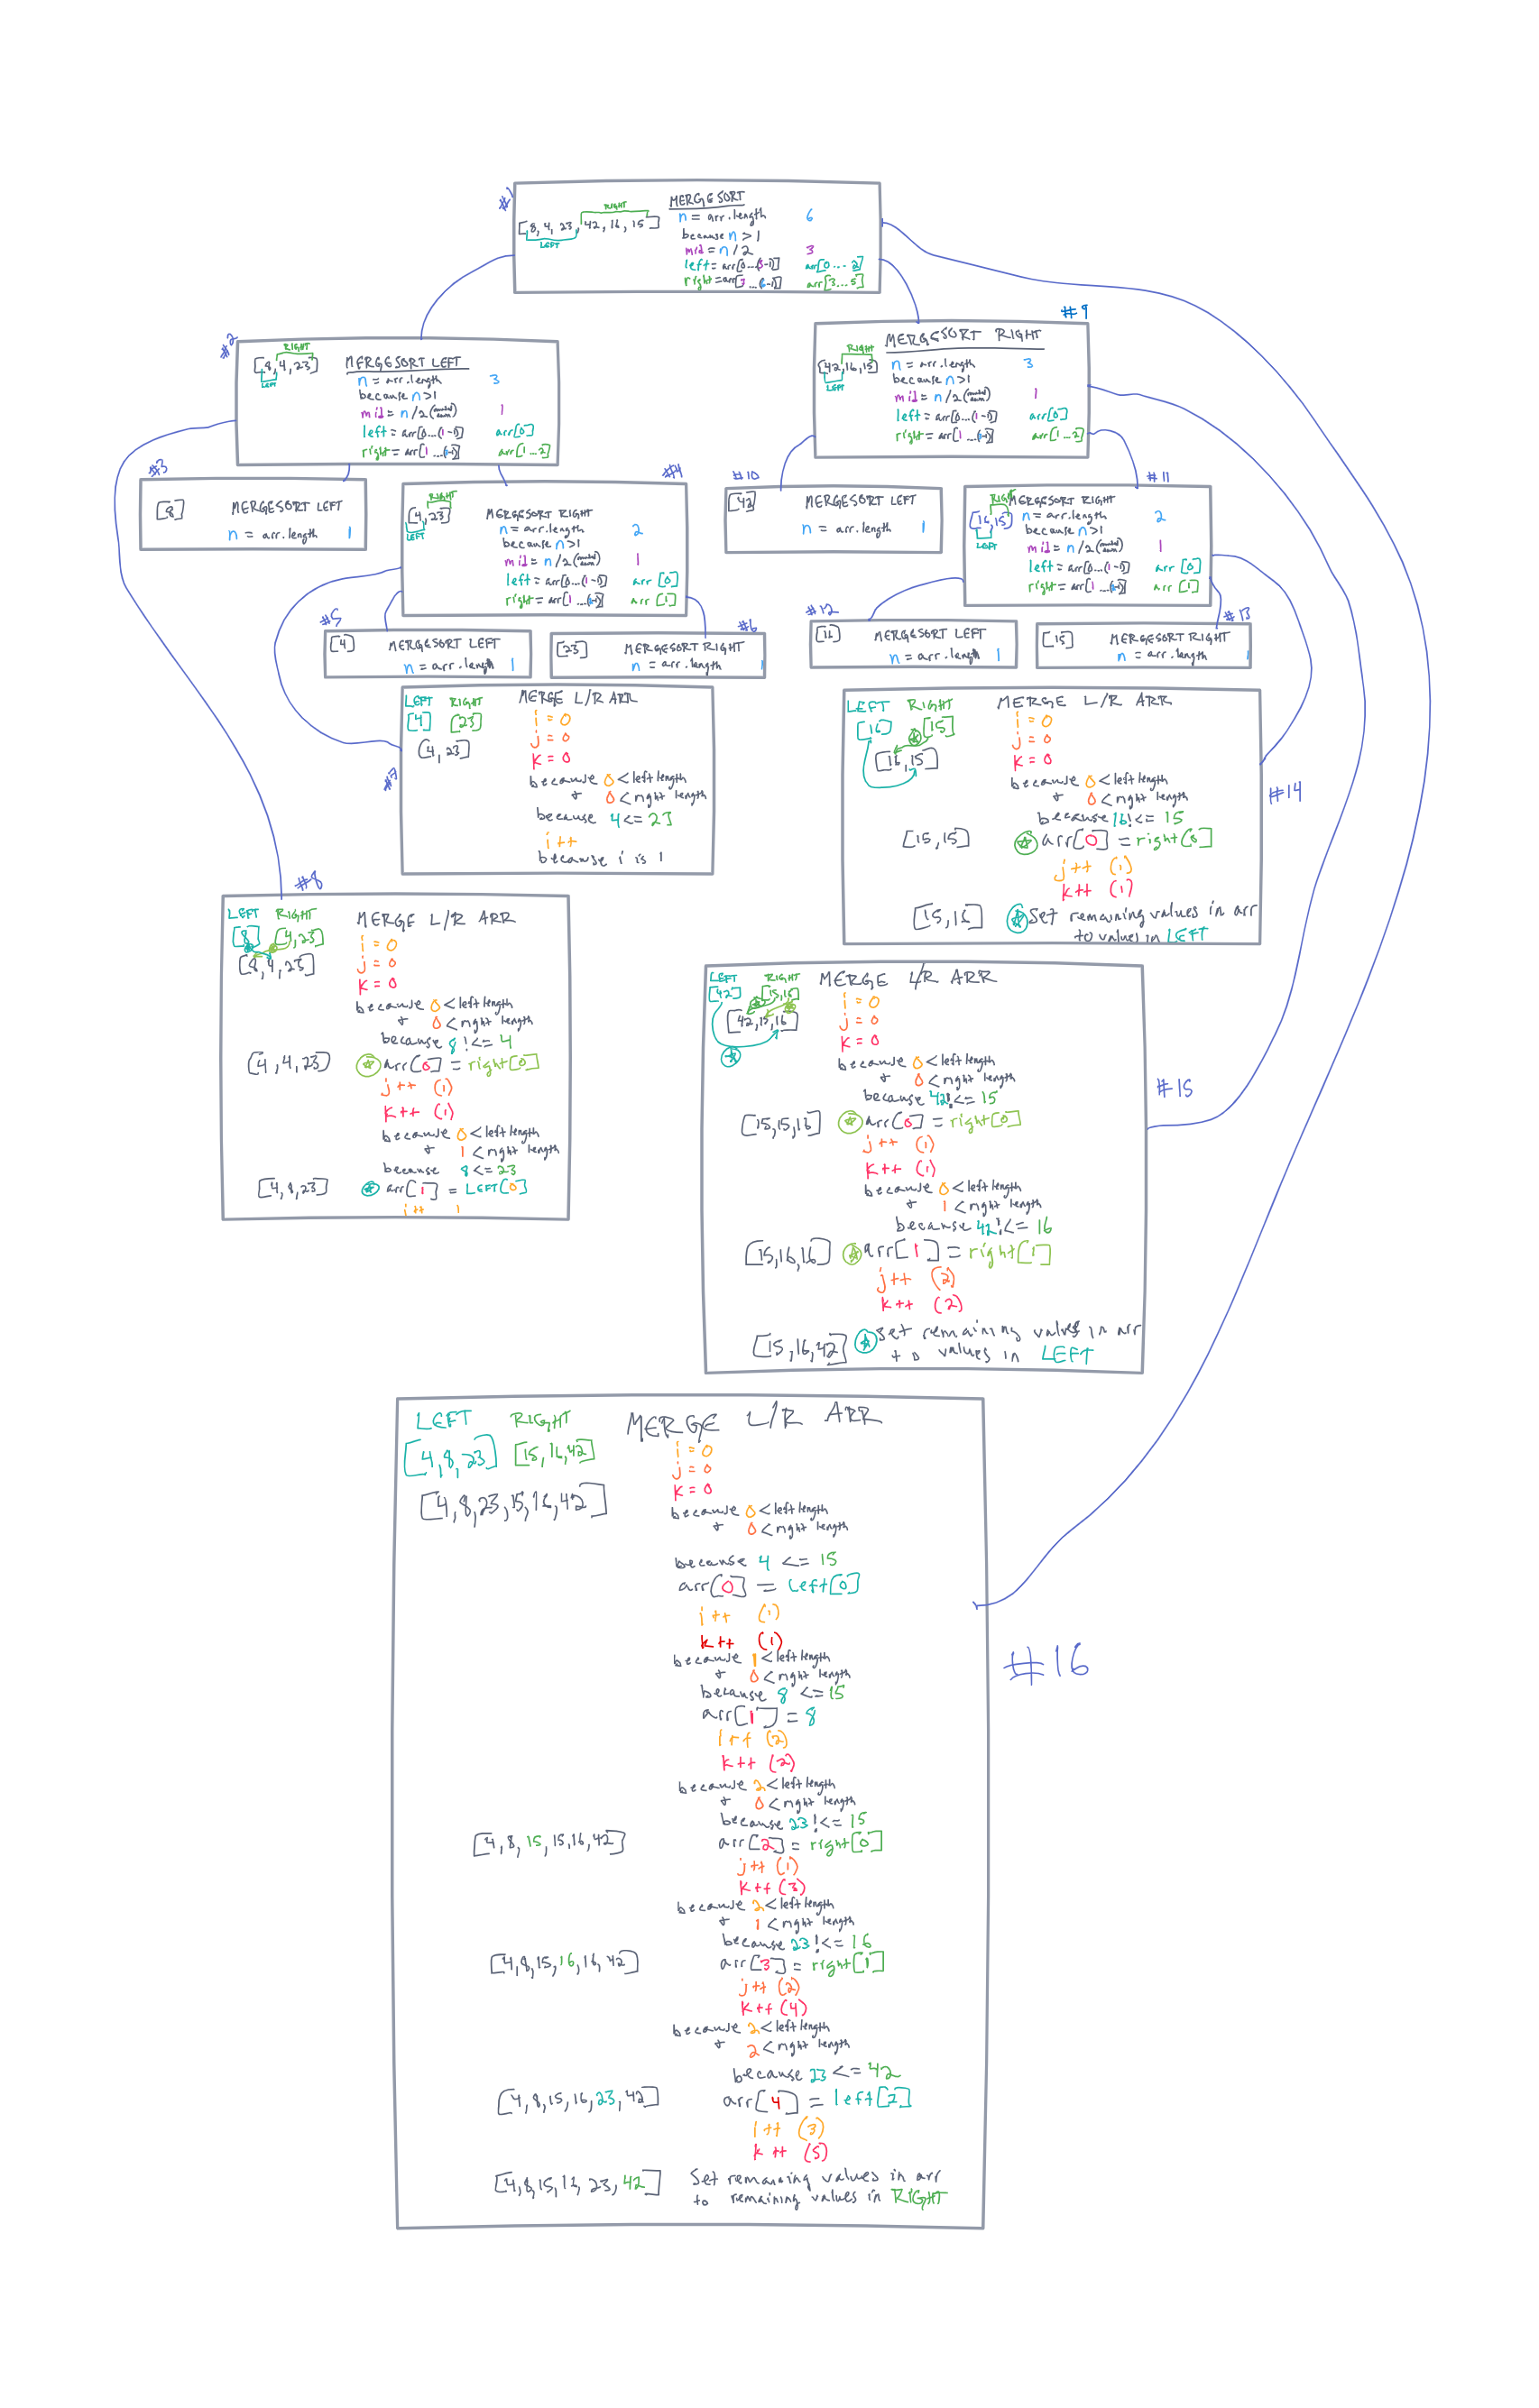 #1
RIGHT
[8, 4, 23, 42, 16, 15]
LEFT
MERGESORT
n = arr.length 6
because n > 1
mid = n / 2 3
left = arr[0...(3-1)] arr[0...2]
right = arr[3...(6-1)] arr[3...5]
#2
RIGHT
[8, 4, 23]
LEFT
MERGESORT LEFT
n = arr.length 3
because n > 1
mid = n/2 (rounded down) 1
left = arr[0...(1-1)] arr[0]
right = arr[1...(3-1)] arr[1...2]
#9
RIGHT
[42, 16, 15]
LEFT
MERGESORT RIGHT
n = arr.length 3
because n > 1
mid = n/2 (rounded down) 1
left = arr[0...(1-1)] arr[0]
right = arr[1...(3-1)] arr[1...2]
#3
[8]
MERGESORT LEFT
n = arr.length 1
#4
RIGHT
[4, 23]
LEFT
MERGESORT RIGHT
n = arr.length 2
because n > 1
mid = n/2 (rounded down) 1
left = arr[0...(1-1)] arr [0]
right = arr[1 ...] arr [1]
#10
[42]
MERGESORT LEFT
n = arr.length 1
#11
RIGHT
[16, 15]
LEFT
MERGESORT RIGHT
n = arr.length 2
because n > 1
mid = n/2 (rounded down) 1
left = arr[0...(1-1)] arr [0]
right = arr[1 ...] arr [1]
#5
[4]
MERGESORT LEFT
n = arr.length 1
#6
[23]
MERGESORT RIGHT
n = arr.length 1
#12
[16]
MERGESORT LEFT
n = arr.length 1
#13
[15]
MERGESORT RIGHT
n = arr.length 1
#7
LEFT RIGHT
[4] [23]
[4, 23]
MERGE L/R ARR
i = 0
j = 0
k = 0
because 0 < left length
+ 0 < right length
because 4 <= 23
i++
because i is 1
#14
LEFT RIGHT
[16] [15]
[16, 15]
MERGE L/R ARR
i = 0
j = 0
k = 0
because 0 < left length
+ 0 < right length
because 16 !<= 15
[15, 15] arr[0] = right[0]
j++ (1)
k++ (1)
[15, 16] Set remaining values in arr
to values in LEFT
#8
LEFT RIGHT
[8] [4, 23]
[8, 4, 23]
MERGE L/R ARR
i = 0
j = 0
k = 0
because 0 < left length
+ 0 < right length
because 8 !<= 4
[4, 4, 23] arr[0] = right[0]
j++ (1)
k++ (1)
because 0 < left length
+ 1 < right length
because 8 <= 23
[4, 8, 23] arr[1] = LEFT[0]
i++ 1
#15
LEFT RIGHT
[42] [15, 16]
[42, 15, 16]
MERGE L/R ARR
i = 0
j = 0
k = 0
because 0 < left length
+ 0 < right length
because 42 !<= 15
[15, 15, 16] arr[0] = right[0]
j++ (1)
k++ (1)
because 0 < left length
+ 1 < right length
because 42 !<= 16
[15, 16, 16] arr[1] = right[1]
j++ (2)
k++ (2)
[15, 16, 42] Set remaining values in arr
to values in LEFT
#16
LEFT RIGHT
[4, 8, 23] [15, 16, 42]
[4, 8, 23, 15, 16, 42]
MERGE L/R ARR
i = 0
j = 0
k = 0
because 0 < left length
+ 0 < right length
because 4 <= 15
arr[0] = left[0]
i++ (1)
k++ (1)
because 1 < left length
+ 0 < right length
because 8 <= 15
arr[1] = 8
i++ (2)
k++ (2)
because 2 < left length
+ 0 < right length
because 23 !<= 15
[4, 8, 15, 15, 16, 42] arr[2] = right[0]
j++ (1)
k++ (3)
because 2 < left length
+ 1 < right length
because 23 !<= 16
[4, 8, 15, 16, 16, 42] arr[3] = right[1]
j++ (2)
k++ (4)
because 2 < left length
+ 2 < right length
because 23 <= 42
[4, 8, 15, 16, 23, 42] arr[4] = left[2]
i++ (3)
k++ (5)
[4, 8, 15, 16, 23, 42] Set remaining values in arr
to remaining values in RIGHT